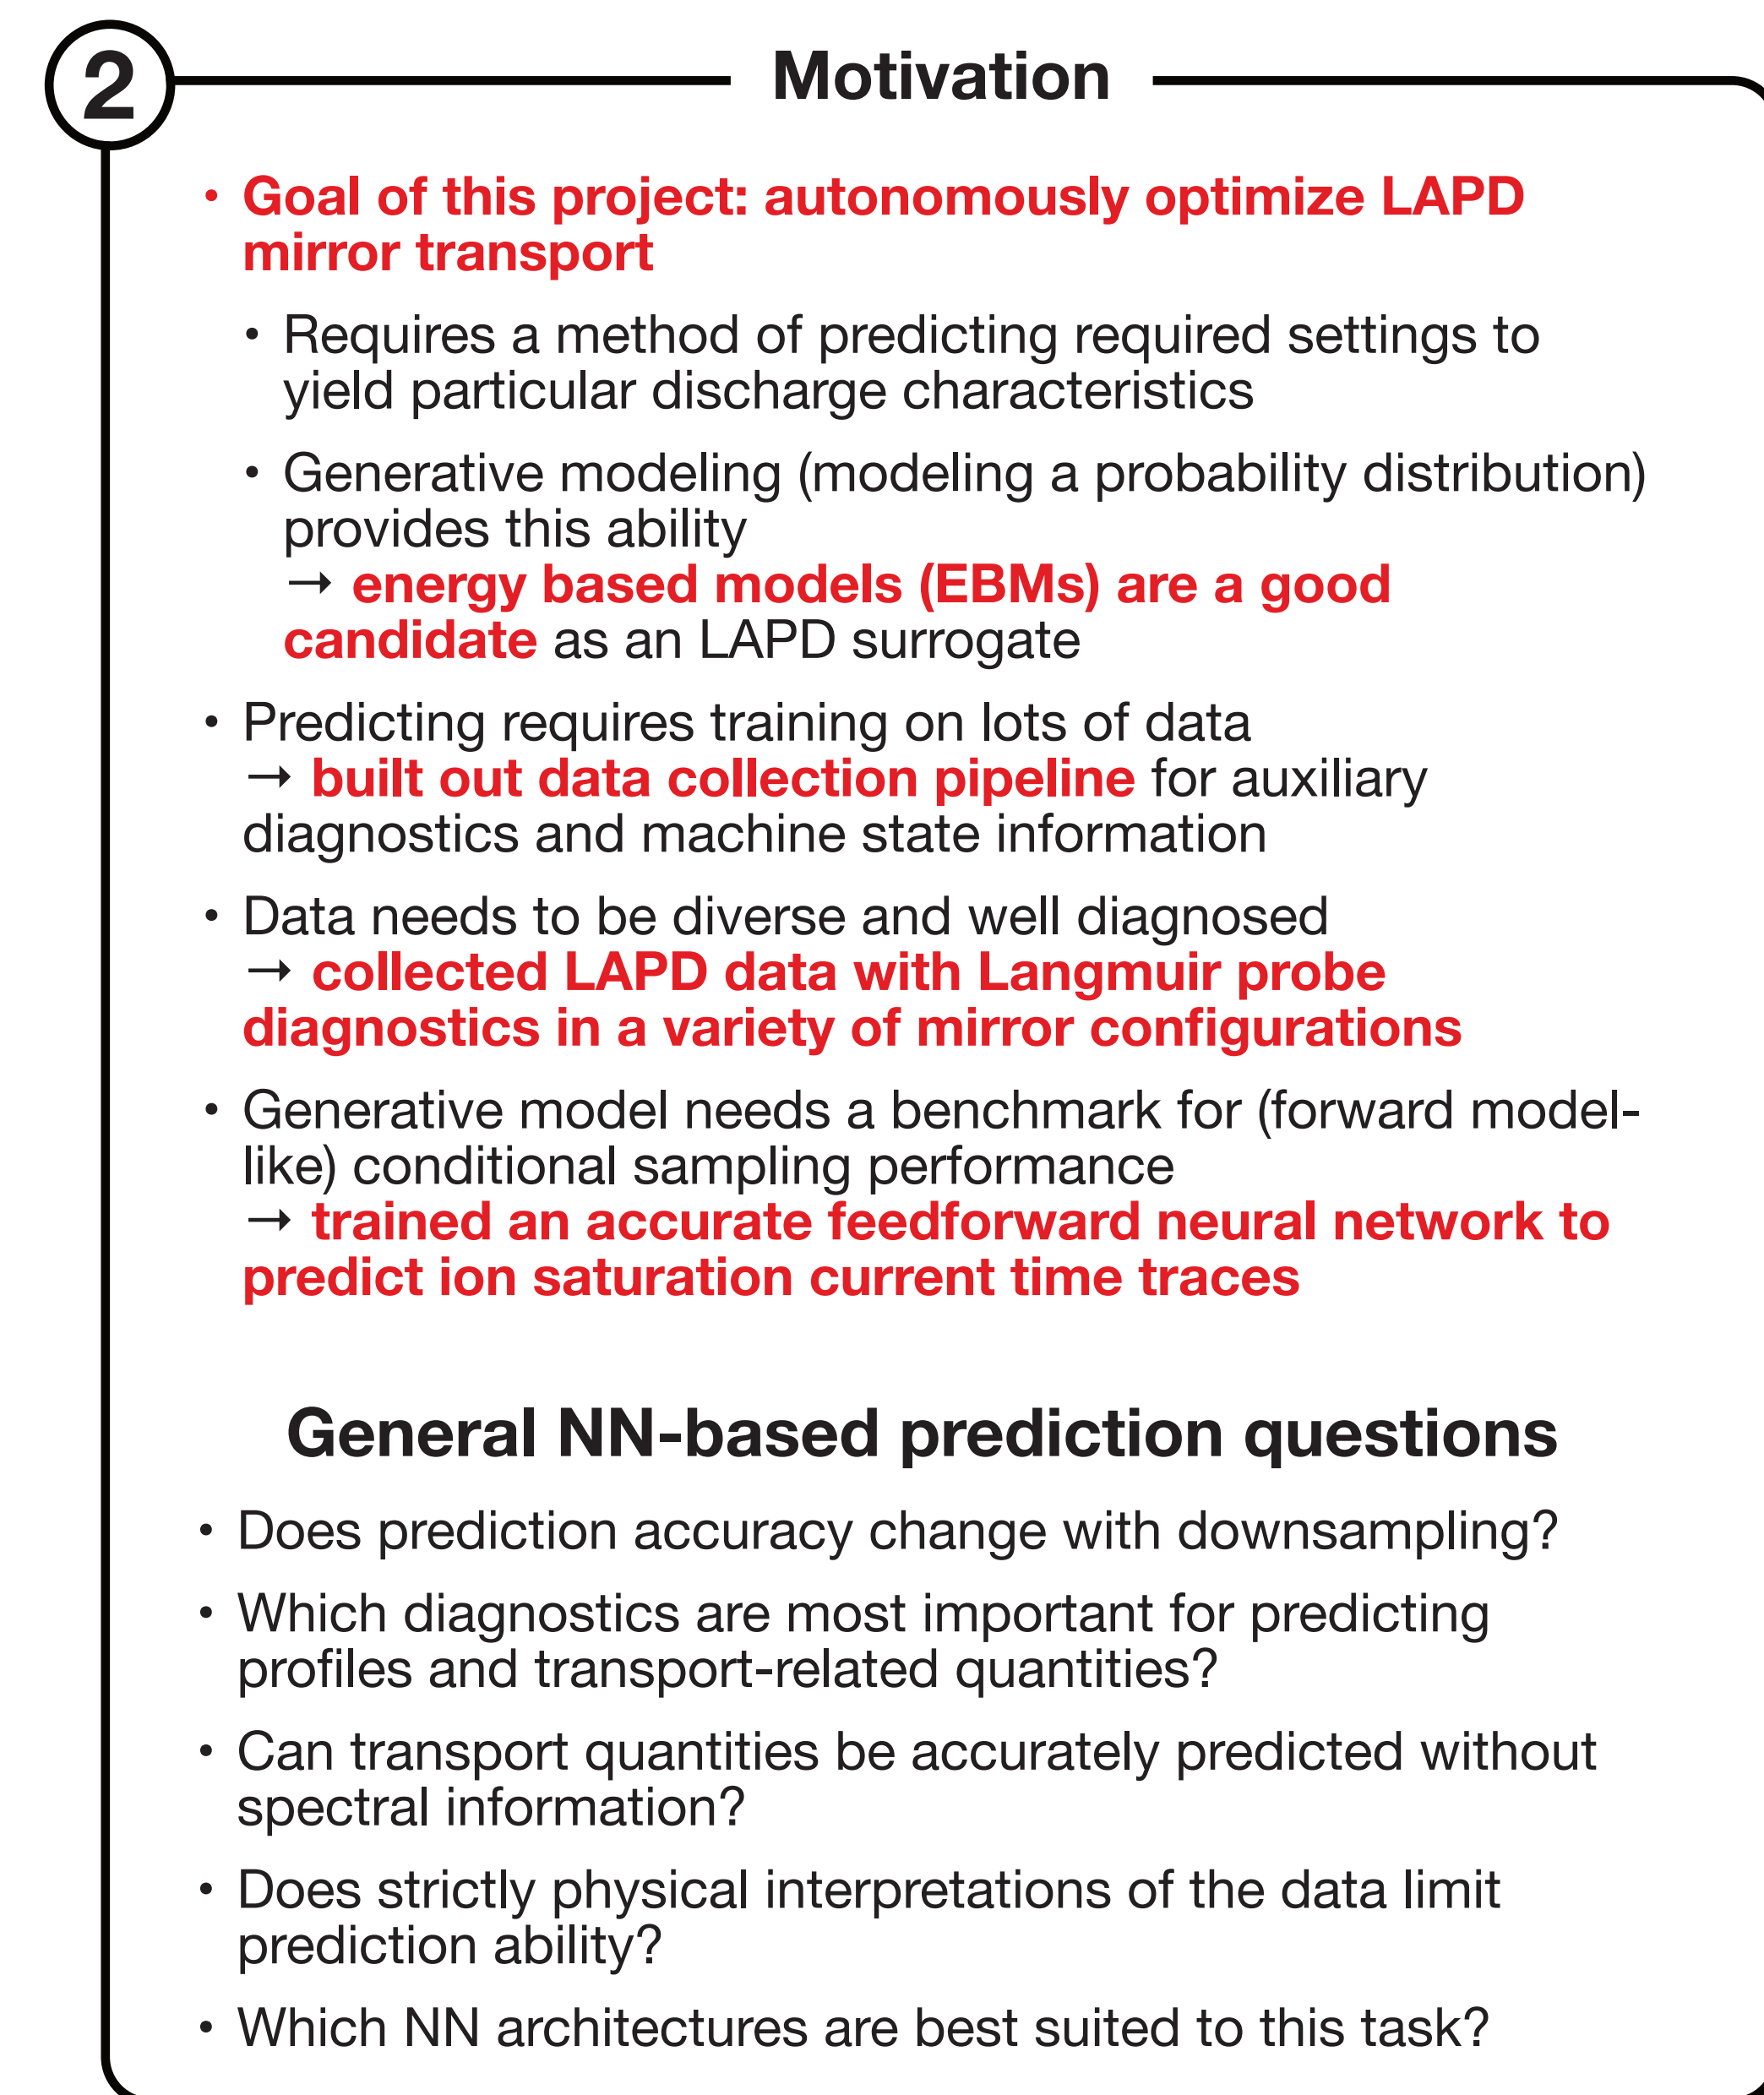 2
Motivation
• Goal of this project: autonomously optimize LAPD
mirror transport
• Requires a method of predicting required settings to
yield particular discharge characteristics
• Generative modeling (modeling a probability distribution)
provides this ability
→ energy based models (EBMs) are a good
candidate as an LAPD surrogate
• Predicting requires training on lots of data
→ built out data collection pipeline for auxiliary
diagnostics and machine state information
• Data needs to be diverse and well diagnosed
→ collected LAPD data with Langmuir probe
diagnostics in a variety of mirror configurations
• Generative model needs a benchmark for (forward model-
like) conditional sampling performance
→ trained an accurate feedforward neural network to
predict ion saturation current time traces
General NN-based prediction questions
• Does prediction accuracy change with downsampling?
• Which diagnostics are most important for predicting
profiles and transport-related quantities?
• Can transport quantities be accurately predicted without
spectral information?
• Does strictly physical interpretations of the data limit
prediction ability?
• Which NN architectures are best suited to this task?